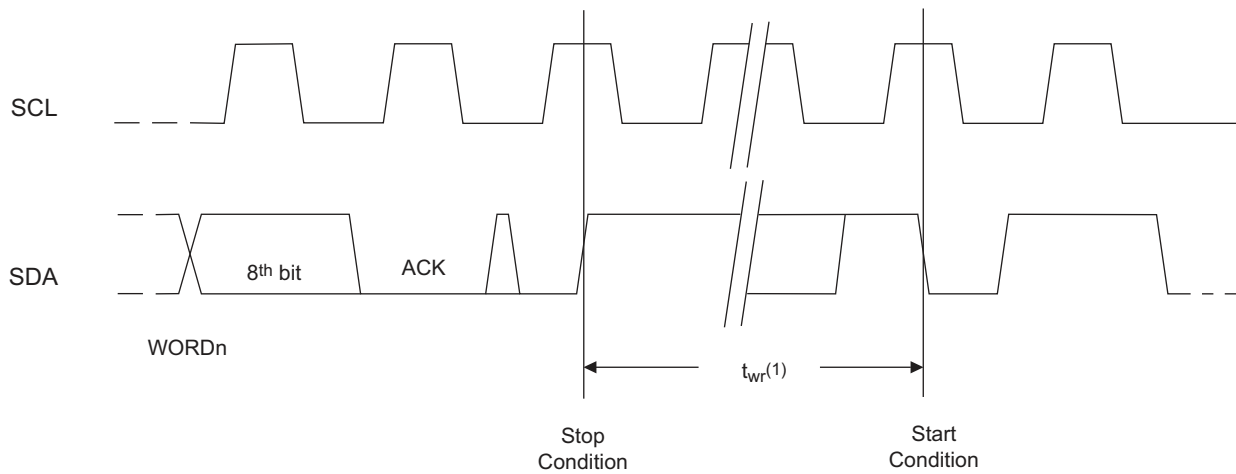 SCL
SDA
8th bit
ACK
WORDn
twr(1)
Stop
Condition
Start
Condition